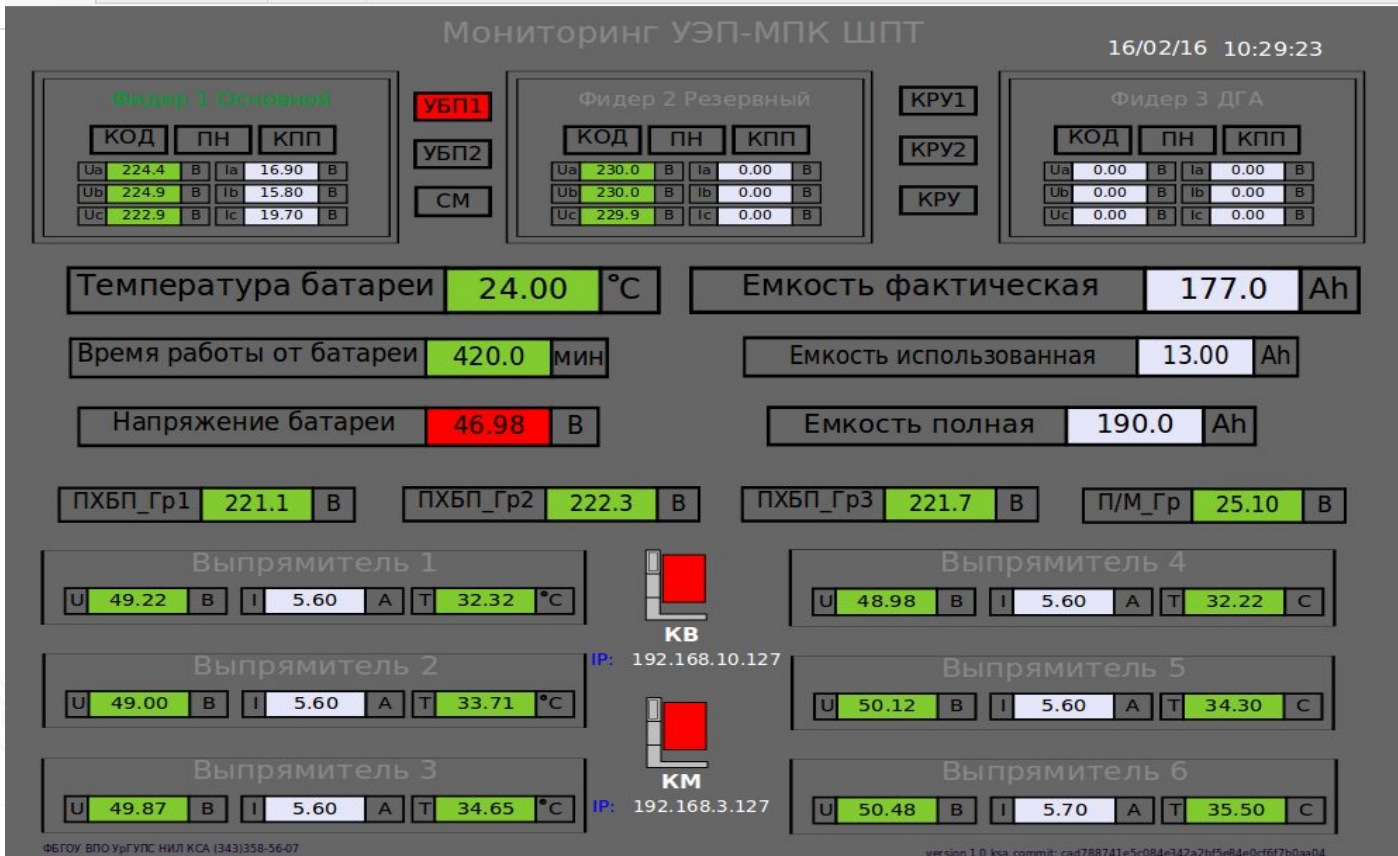 Мониторинг УЭП-МПК ШПТ
16/02/16 10:29:23
Фидер 1 Основной
КОД ПН КПП
Ua 224.4 В Ia 16.90 В
Ub 224.9 В Ib 15.80 В
Uc 222.9 В Ic 19.70 В
УБП1
УБП2
СМ
Фидер 2 Резервный
КОД ПН КПП
Ua 230.0 В Ia 0.00 В
Ub 230.0 В Ib 0.00 В
Uc 229.9 В Ic 0.00 В
КРУ1
КРУ2
КРУ
Фидер 3 ДГА
КОД ПН КПП
Ua 0.00 В Ia 0.00 В
Ub 0.00 В Ib 0.00 В
Uc 0.00 В Ic 0.00 В
Температура батареи 24.00 °C
Емкость фактическая 177.0 Ah
Время работы от батареи 420.0 мин
Емкость использованная 13.00 Ah
Напряжение батареи 46.98 В
Емкость полная 190.0 Ah
ПХБП_Гр1 221.1 В
ПХБП_Гр2 222.3 В
ПХБП_Гр3 221.7 В
П/М_Гр 25.10 В
Выпрямитель 1
U 49.22 В I 5.60 А T 32.32 °C
Выпрямитель 2
U 49.00 В I 5.60 А T 33.71 °C
Выпрямитель 3
U 49.87 В I 5.60 А T 34.65 °C
КВ
IP: 192.168.10.127
КМ
IP: 192.168.3.127
Выпрямитель 4
U 48.98 В I 5.60 А T 32.22 C
Выпрямитель 5
U 50.12 В I 5.60 А T 34.30 C
Выпрямитель 6
U 50.48 В I 5.70 А T 35.50 C
ФБГОУ ВПО УрГУПС НИЛ КСА (343)358-56-07
version 1.0 ksa commit: